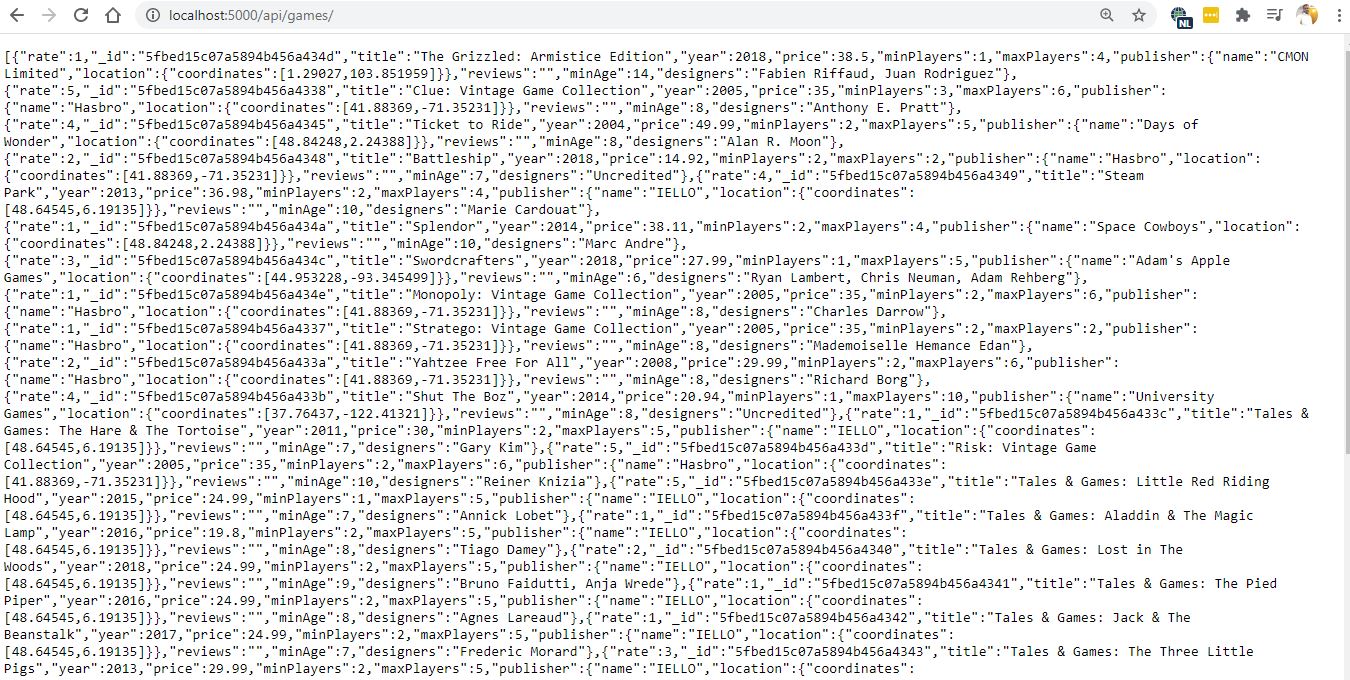 localhost:5000/api/games/
NL
[{"rate":1,"_id":"5fbed15c07a5894b456a434d","title":"The Grizzled: Armistice Edition","year":2018,"price":38.5,"minPlayers":1,"maxPlayers":4,"publisher":{"name":"CMON
Limited","location":{"coordinates":[1.29027,103.851959]}},"reviews":"","minAge":14,"designers":"Fabien Riffaud, Juan Rodriguez"},
{"rate":5,"_id":"5fbed15c07a5894b456a4338","title":"Clue: Vintage Game Collection","year":2005,"price":35,"minPlayers":3,"maxPlayers":6,"publisher":
{"name":"Hasbro","location":{"coordinates":[41.88369,-71.35231]}},"reviews":"","minAge":8,"designers":"Anthony E. Pratt"},
{"rate":4,"_id":"5fbed15c07a5894b456a4345","title":"Ticket to Ride","year":2004,"price":49.99,"minPlayers":2,"maxPlayers":5,"publisher":{"name":"Days of
Wonder","location":{"coordinates":[48.84248,2.24388]}},"reviews":"","minAge":8,"designers":"Alan R. Moon"},
{"rate":2,"_id":"5fbed15c07a5894b456a4348","title":"Battleship","year":2018,"price":14.92,"minPlayers":2,"maxPlayers":2,"publisher":{"name":"Hasbro","location":
{"coordinates":[41.88369,-71.35231]}},"reviews":"","minAge":7,"designers":"Uncredited"},{"rate":4,"_id":"5fbed15c07a5894b456a4349","title":"Steam
Park","year":2013,"price":36.98,"minPlayers":2,"maxPlayers":4,"publisher":{"name":"IELLO","location":{"coordinates":
[48.64545,6.19135]}},"reviews":"","minAge":10,"designers":"Marie Cardouat"},
{"rate":1,"_id":"5fbed15c07a5894b456a434a","title":"Splendor","year":2014,"price":38.11,"minPlayers":2,"maxPlayers":4,"publisher":{"name":"Space Cowboys","location":
{"coordinates":[48.84248,2.24388]}},"reviews":"","minAge":10,"designers":"Marc Andre"},
{"rate":3,"_id":"5fbed15c07a5894b456a434c","title":"Swordcrafters","year":2018,"price":27.99,"minPlayers":1,"maxPlayers":5,"publisher":{"name":"Adam's Apple
Games","location":{"coordinates":[44.953228,-93.345499]}},"reviews":"","minAge":6,"designers":"Ryan Lambert, Chris Neuman, Adam Rehberg"},
{"rate":1,"_id":"5fbed15c07a5894b456a434e","title":"Monopoly: Vintage Game Collection","year":2005,"price":35,"minPlayers":2,"maxPlayers":6,"publisher":
{"name":"Hasbro","location":{"coordinates":[41.88369,-71.35231]}},"reviews":"","minAge":8,"designers":"Charles Darrow"},
{"rate":1,"_id":"5fbed15c07a5894b456a4337","title":"Stratego: Vintage Game Collection","year":2005,"price":35,"minPlayers":2,"maxPlayers":2,"publisher":
{"name":"Hasbro","location":{"coordinates":[41.88369,-71.35231]}},"reviews":"","minAge":8,"designers":"Mademoiselle Hemance Edan"},
{"rate":2,"_id":"5fbed15c07a5894b456a433a","title":"Yahtzee Free For All","year":2008,"price":29.99,"minPlayers":2,"maxPlayers":6,"publisher":
{"name":"Hasbro","location":{"coordinates":[41.88369,-71.35231]}},"reviews":"","minAge":8,"designers":"Richard Borg"},
{"rate":4,"_id":"5fbed15c07a5894b456a433b","title":"Shut The Boz","year":2014,"price":20.94,"minPlayers":1,"maxPlayers":10,"publisher":{"name":"University
Games","location":{"coordinates":[37.76437,-122.41321]}},"reviews":"","minAge":8,"designers":"Uncredited"},{"rate":1,"_id":"5fbed15c07a5894b456a433c","title":"Tales &
Games: The Hare & The Tortoise","year":2011,"price":30,"minPlayers":2,"maxPlayers":5,"publisher":{"name":"IELLO","location":{"coordinates":
[48.64545,6.19135]}},"reviews":"","minAge":7,"designers":"Gary Kim"},{"rate":5,"_id":"5fbed15c07a5894b456a433d","title":"Risk: Vintage Game
Collection","year":2005,"price":35,"minPlayers":2,"maxPlayers":6,"publisher":{"name":"Hasbro","location":{"coordinates":
[41.88369,-71.35231]}},"reviews":"","minAge":10,"designers":"Reiner Knizia"},{"rate":5,"_id":"5fbed15c07a5894b456a433e","title":"Tales & Games: Little Red Riding
Hood","year":2015,"price":24.99,"minPlayers":1,"maxPlayers":5,"publisher":{"name":"IELLO","location":{"coordinates":
[48.64545,6.19135]}},"reviews":"","minAge":7,"designers":"Annick Lobet"},{"rate":1,"_id":"5fbed15c07a5894b456a433f","title":"Tales & Games: Aladdin & The Magic
Lamp","year":2016,"price":19.8,"minPlayers":2,"maxPlayers":5,"publisher":{"name":"IELLO","location":{"coordinates":
[48.64545,6.19135]}},"reviews":"","minAge":8,"designers":"Tiago Damey"},{"rate":2,"_id":"5fbed15c07a5894b456a4340","title":"Tales & Games: Lost in The
Woods","year":2018,"price":24.99,"minPlayers":2,"maxPlayers":5,"publisher":{"name":"IELLO","location":{"coordinates":
[48.64545,6.19135]}},"reviews":"","minAge":9,"designers":"Bruno Faidutti, Anja Wrede"},{"rate":1,"_id":"5fbed15c07a5894b456a4341","title":"Tales & Games: The Pied
Piper","year":2016,"price":24.99,"minPlayers":2,"maxPlayers":5,"publisher":{"name":"IELLO","location":{"coordinates":
[48.64545,6.19135]}},"reviews":"","minAge":8,"designers":"Agnes Lareaud"},{"rate":1,"_id":"5fbed15c07a5894b456a4342","title":"Tales & Games: Jack & The
Beanstalk","year":2017,"price":24.99,"minPlayers":2,"maxPlayers":5,"publisher":{"name":"IELLO","location":{"coordinates":
[48.64545,6.19135]}},"reviews":"","minAge":7,"designers":"Frederic Morard"},{"rate":3,"_id":"5fbed15c07a5894b456a4343","title":"Tales & Games: The Three Little
Pigs","year":2013,"price":29.99,"minPlayers":2,"maxPlayers":5,"publisher":{"name":"IELLO","location":{"coordinates":